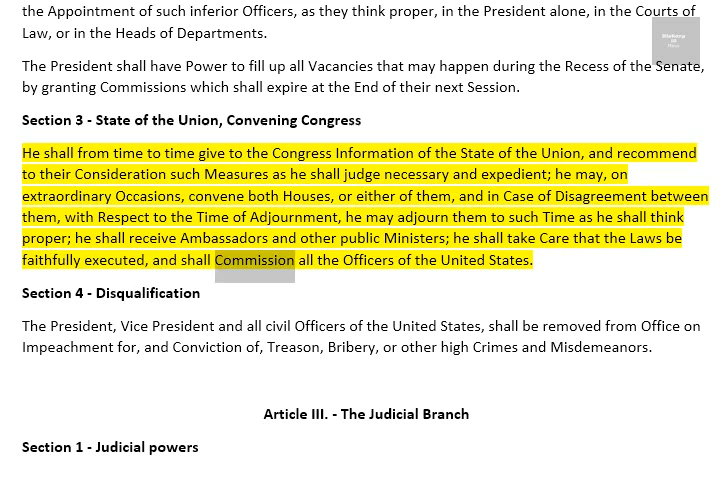 the Appointment of such inferior Officers, as they think proper, in the President alone, in the Courts of
Law, or in the Heads of Departments.
The President shall have Power to fill up all Vacancies that may happen during the Recess of the Senate,
by granting Commissions which shall expire at the End of their next Session.
Section 3 - State of the Union, Convening Congress
He shall from time to time give to the Congress Information of the State of the Union, and recommend
to their Consideration such Measures as he shall judge necessary and expedient; he may, on
extraordinary Occasions, convene both Houses, or either of them, and in Case of Disagreement between
them, with Respect to the Time of Adjournment, he may adjourn them to such Time as he shall think
proper; he shall receive Ambassadors and other public Ministers; he shall take Care that the Laws be
faithfully executed, and shall Commission all the Officers of the United States.
Section 4 - Disqualification
The President, Vice President and all civil Officers of the United States, shall be removed from Office on
Impeachment for, and Conviction of, Treason, Bribery, or other high Crimes and Misdemeanors.
Article III. - The Judicial Branch
Section 1 - Judicial powers